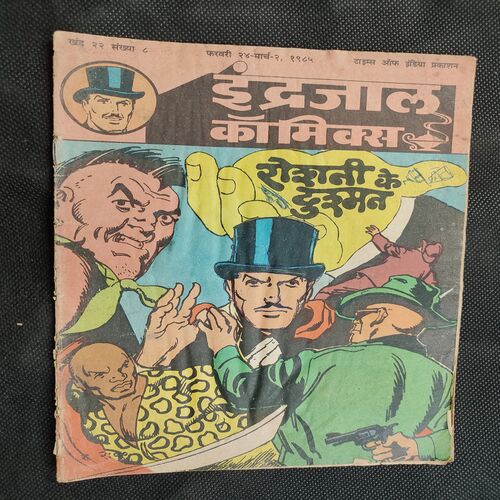 खंड २२ संख्या ८
फरवरी २४-मार्च-२, १९८५
टाइम्स ऑफ इंडिया प्रकाशन
इंद्रजाल
कॉमिक्स
रोशनी के
दुश्मन